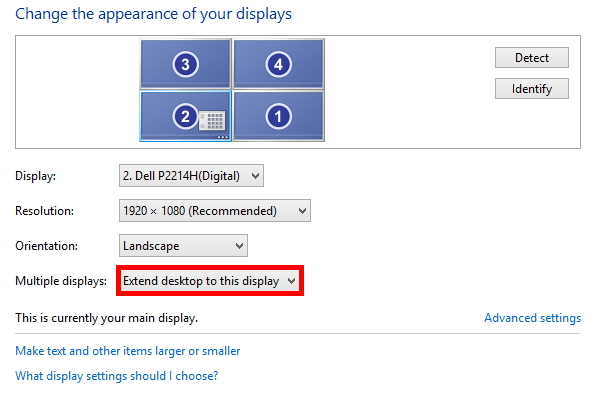 Change the appearance of your displays
3 4
Detect
2 1
Identify
Display: 2. Dell P2214H(Digital)
Resolution: 1920 × 1080 (Recommended)
Orientation: Landscape
Multiple displays: Extend desktop to this display
This is currently your main display. Advanced settings
Make text and other items larger or smaller
What display settings should I choose?